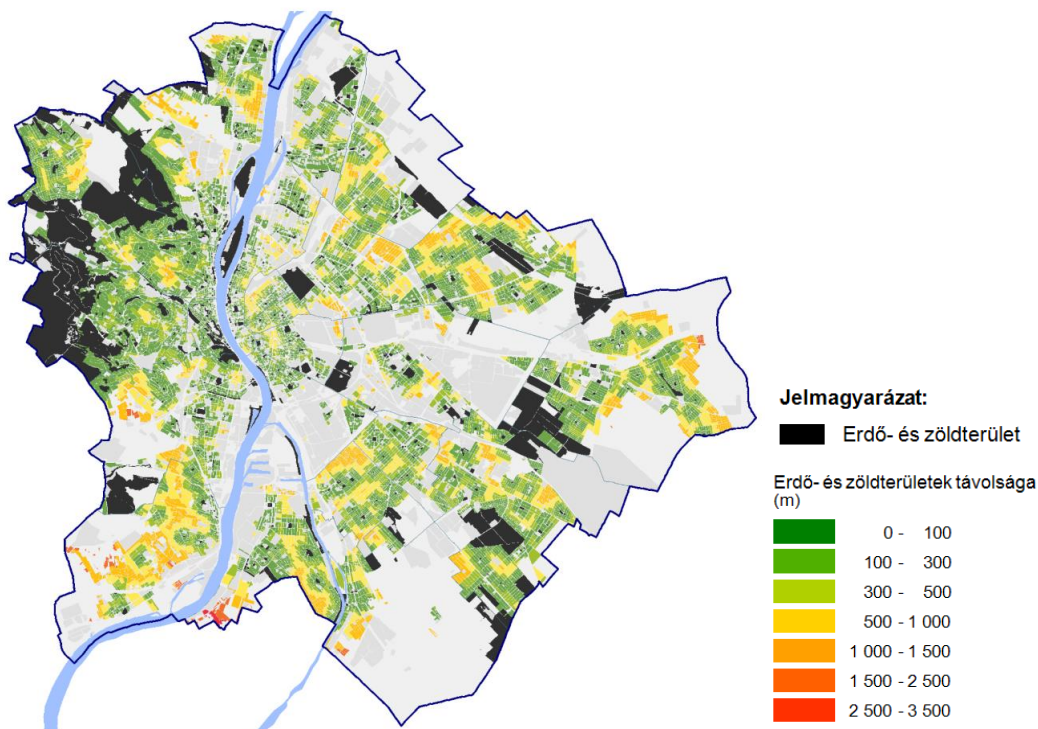 Jelmagyarázat:
Erdő- és zöldterület
Erdő- és zöldterületek távolsága
(m)
0 - 100
100 - 300
300 - 500
500 - 1 000
1 000 - 1 500
1 500 - 2 500
2 500 - 3 500